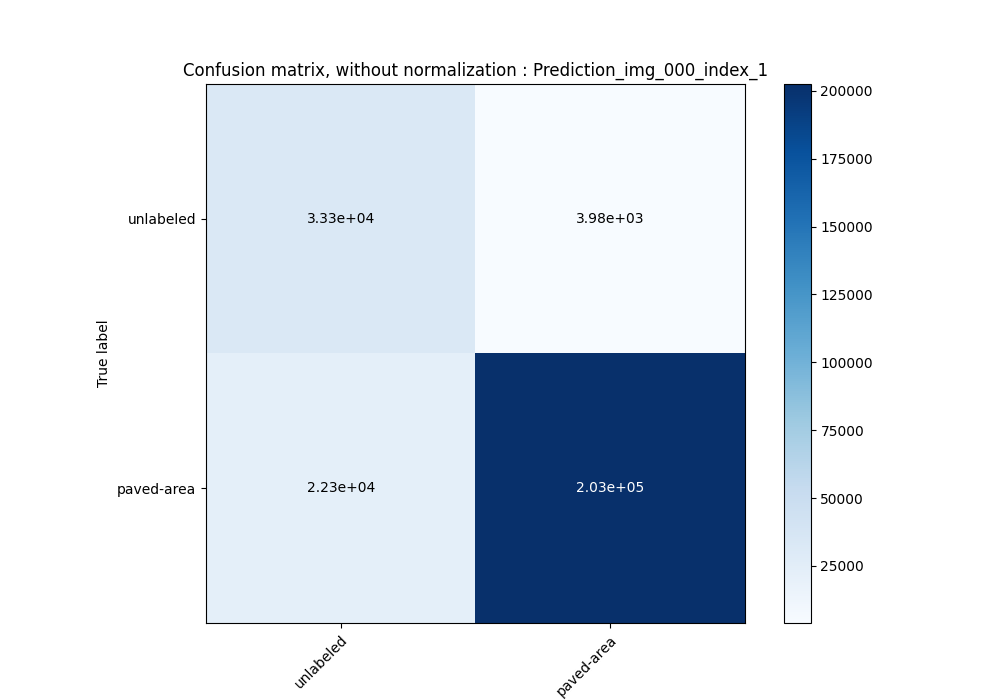 Confusion matrix, without normalization : Prediction_img_000_index_1
True label
unlabeled
paved-area
3.33e+04
3.98e+03
2.23e+04
2.03e+05
unlabeled
paved-area
200000
175000
150000
125000
100000
75000
50000
25000